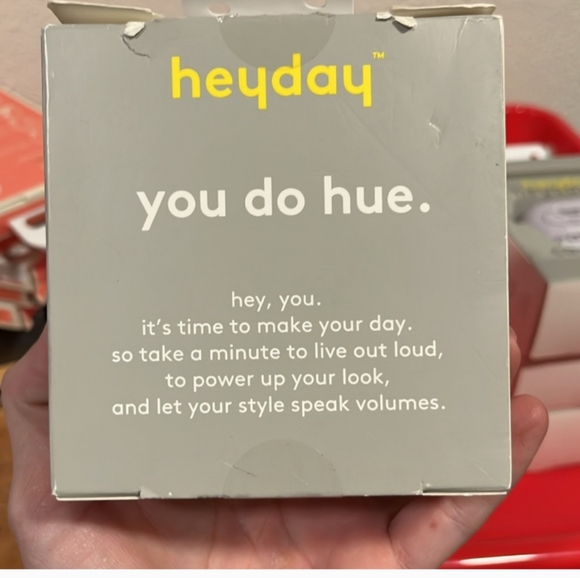 heyday™
you do hue.
hey, you.
it's time to make your day.
so take a minute to live out loud,
to power up your look,
and let your style speak volumes.